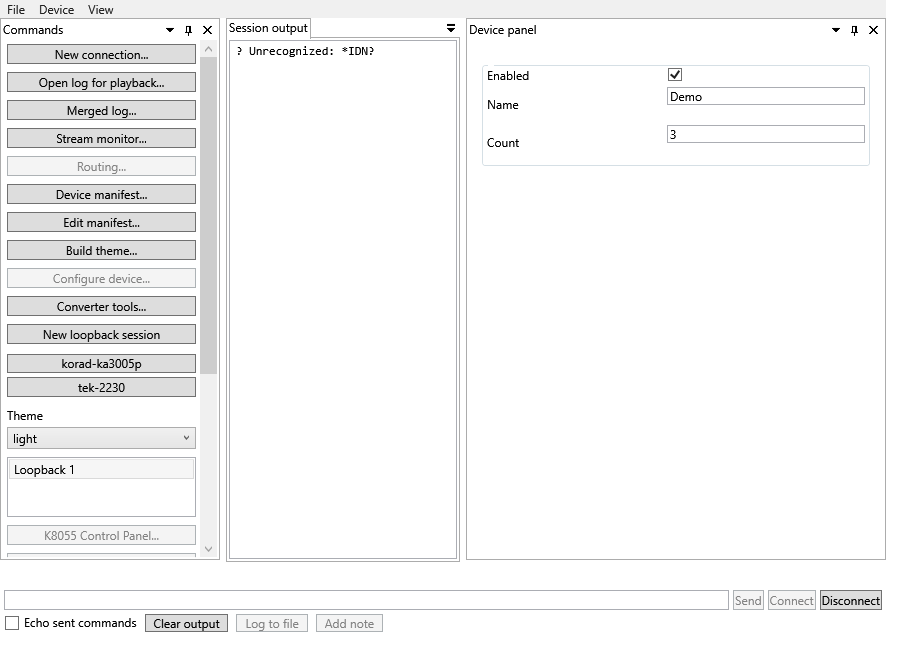 File Device View
Commands
New connection...
Open log for playback...
Merged log...
Stream monitor...
Routing...
Device manifest...
Edit manifest...
Build theme...
Configure device...
Converter tools...
New loopback session
korad-ka3005p
tek-2230
Theme
light
Loopback 1
K8055 Control Panel...
Session output
? Unrecognized: *IDN?
Device panel
Enabled
Name Demo
Count 3
Send Connect Disconnect
Echo sent commands Clear output Log to file Add note